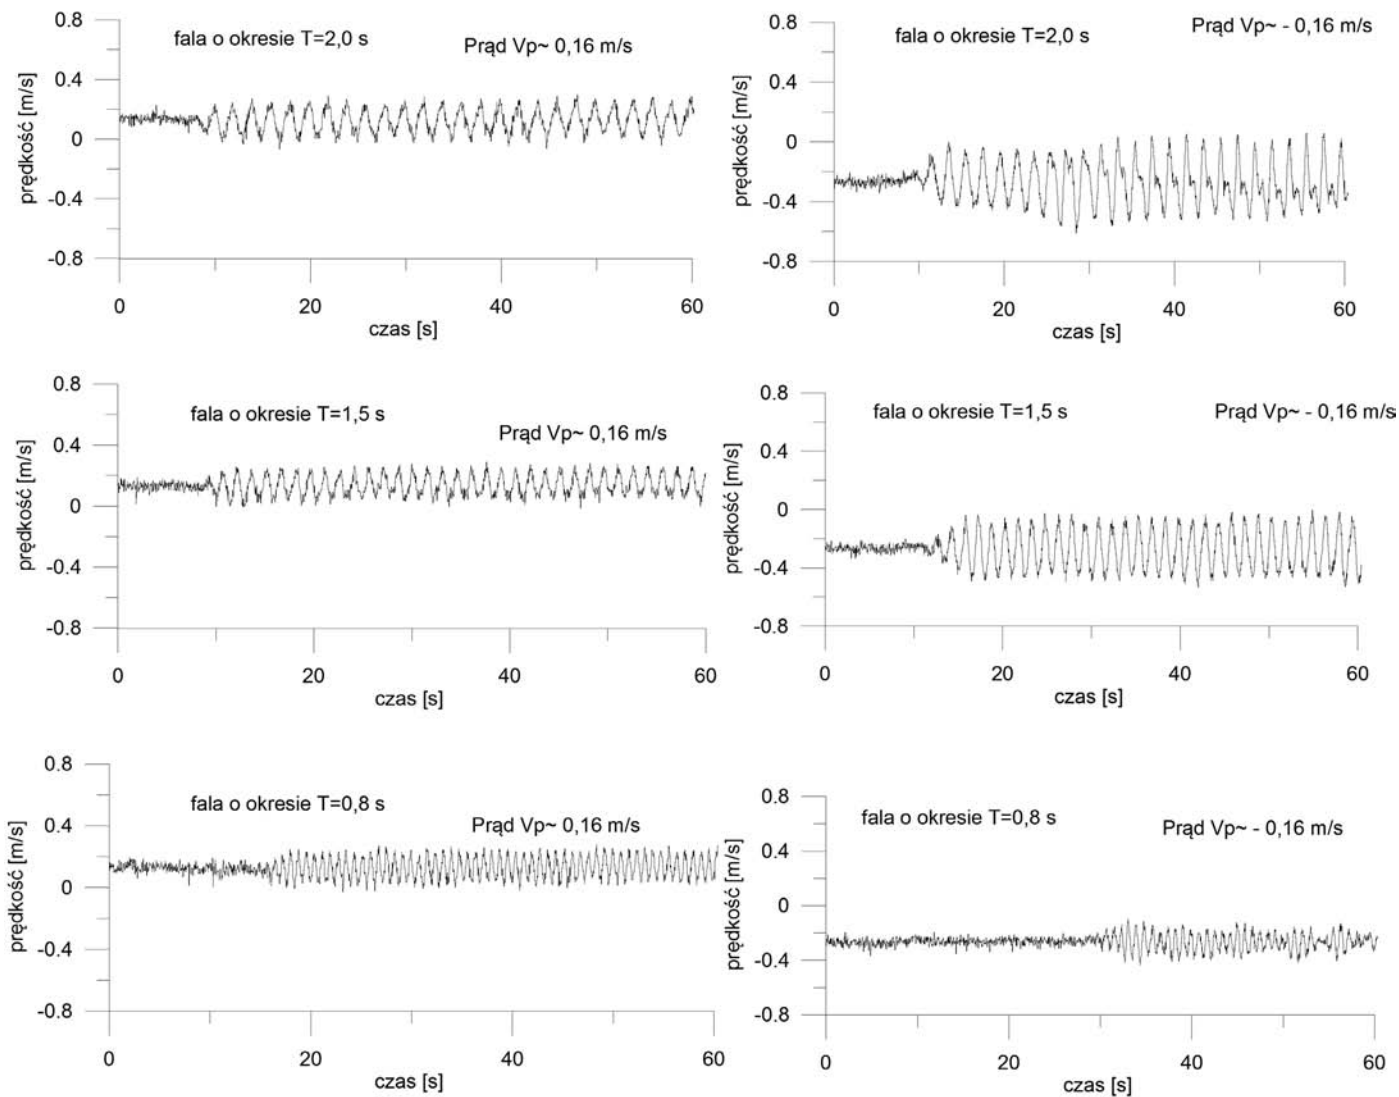 0.8
fala o okresie T=2,0 s
Prąd Vp~ 0,16 m/s
0.4
0
-0.4
-0.8
prędkość [m/s]
0 20 40 60
czas [s]
0.8
fala o okresie T=2,0 s
Prąd Vp~ - 0,16 m/s
0.4
0
-0.4
-0.8
prędkość [m/s]
0 20 40 60
czas [s]
0.8
fala o okresie T=1,5 s
Prąd Vp~ 0,16 m/s
0.4
0
-0.4
-0.8
prędkość [m/s]
0 20 40 60
czas [s]
0.8
fala o okresie T=1,5 s
Prąd Vp~ - 0,16 m/s
0.4
0
-0.4
-0.8
prędkość [m/s]
0 20 40 60
czas [s]
0.8
fala o okresie T=0,8 s
Prąd Vp~ 0,16 m/s
0.4
0
-0.4
-0.8
prędkość [m/s]
0 20 40 60
czas [s]
0.8
fala o okresie T=0,8 s
Prąd Vp~ - 0,16 m/s
0.4
0
-0.4
-0.8
prędkość [m/s]
0 20 40 60
czas [s]